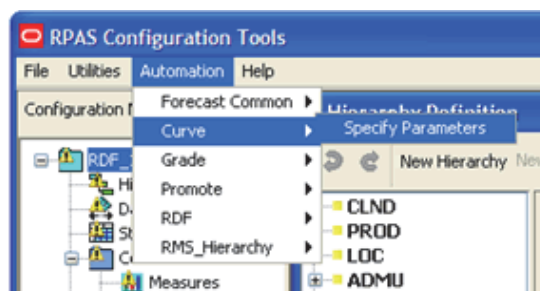 RPAS Configuration Tools
File Utilities Automation Help
Configuration
Forecast Common
Hierarchy Definition
Curve
Specify Parameters
RDF_
Grade
New Hierarchy
Promote
CLND
RDF
PROD
RMS_Hierarchy
LOC
Measures
ADMU